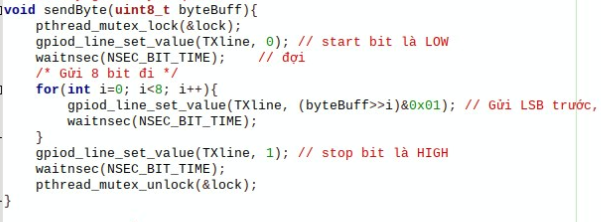 void sendByte(uint8_t byteBuff){
    pthread_mutex_lock(&lock);
    gpiod_line_set_value(TXline, 0); // start bit là LOW
    waitnsec(NSEC_BIT_TIME);    // đợi
    /* Gửi 8 bit đi */
    for(int i=0; i<8; i++){
        gpiod_line_set_value(TXline, (byteBuff>>i)&0x01); // Gửi LSB trước,
        waitnsec(NSEC_BIT_TIME);
    }
    gpiod_line_set_value(TXline, 1); // stop bit là HIGH
    waitnsec(NSEC_BIT_TIME);
    pthread_mutex_unlock(&lock);
}